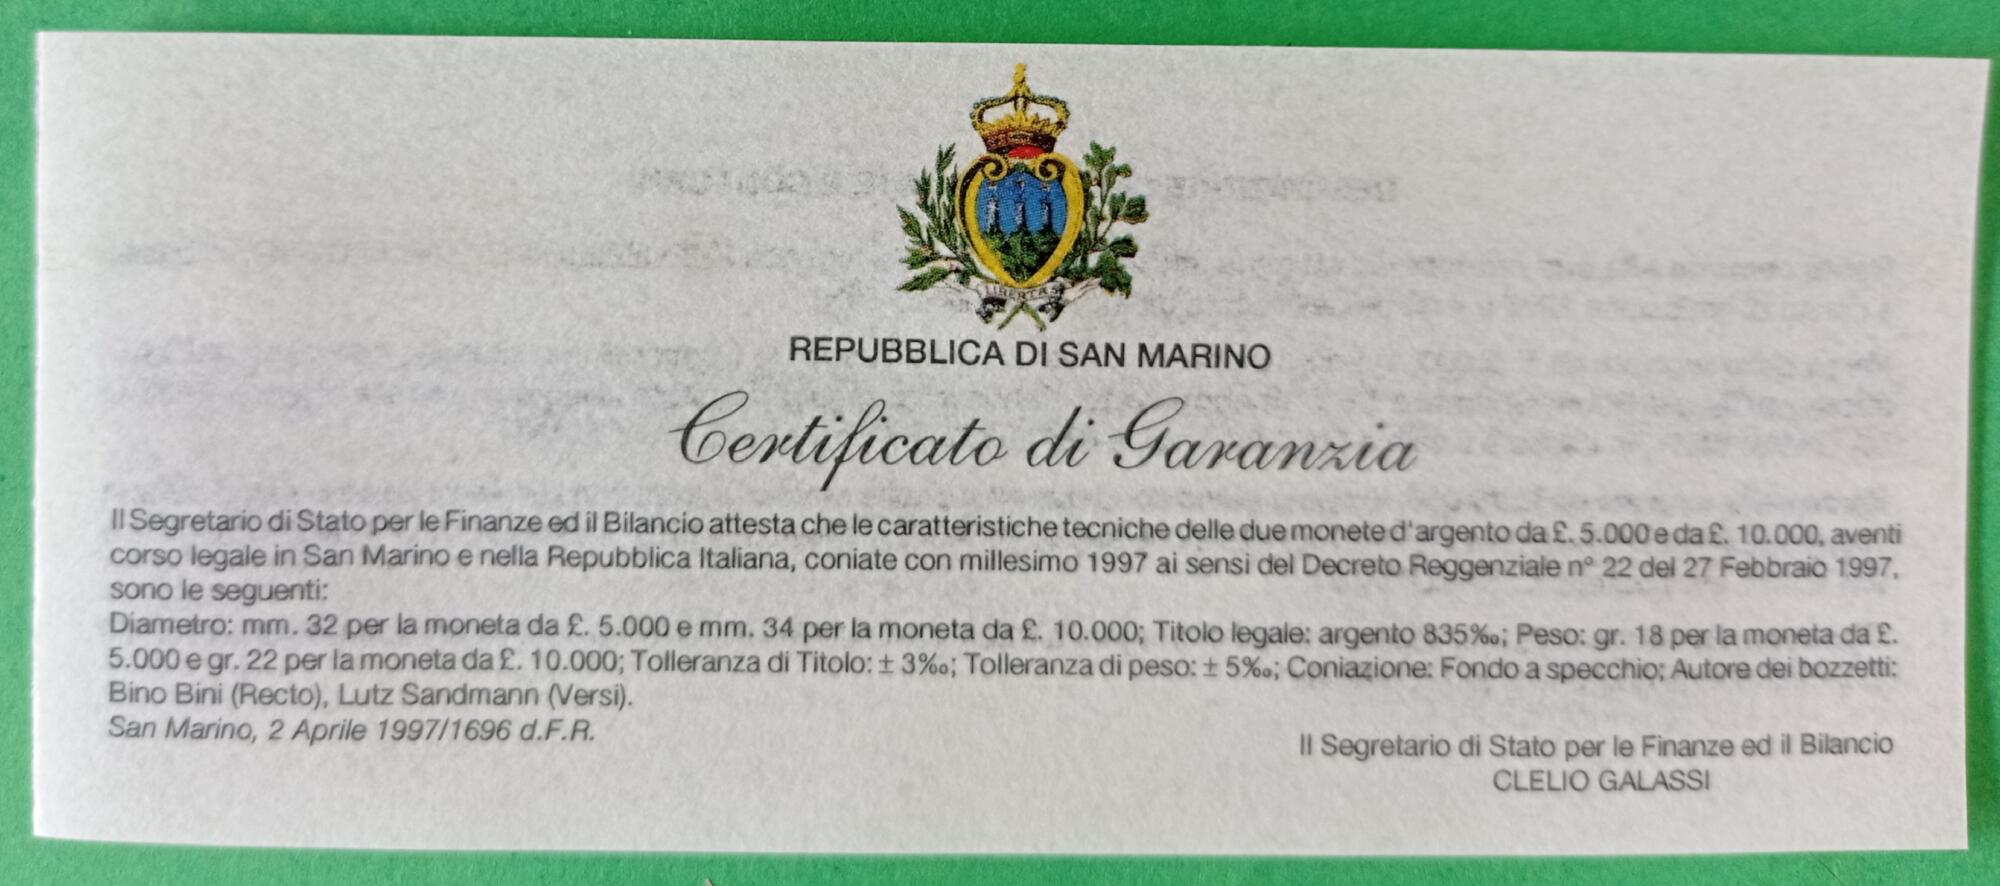 LIBERTAS
REPUBBLICA DI SAN MARINO
Certificato di Garanzia
Il Segretario di Stato per le Finanze ed il Bilancio attesta che le caratteristiche tecniche delle due monete d'argento da £. 5.000 e da £. 10.000, aventi
corso legale in San Marino e nella Repubblica Italiana, coniate con millesimo 1997 ai sensi del Decreto Reggenziale n° 22 del 27 Febbraio 1997,
sono le seguenti:
Diametro: mm. 32 per la moneta da £. 5.000 e mm. 34 per la moneta da £. 10.000; Titolo legale: argento 835‰; Peso: gr. 18 per la moneta da £.
5.000 e gr. 22 per la moneta da £. 10.000; Tolleranza di Titolo: ± 3‰; Tolleranza di peso: ± 5‰; Coniazione: Fondo a specchio; Autore dei bozzetti:
Bino Bini (Recto), Lutz Sandmann (Versi).
San Marino, 2 Aprile 1997/1696 d.F.R.
Il Segretario di Stato per le Finanze ed il Bilancio
CLELIO GALASSI